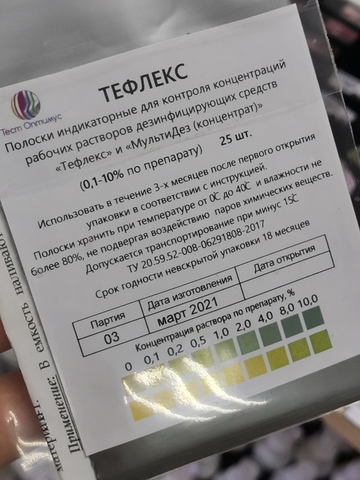 Тест Оптимус
ТЕФЛЕКС
Полоски индикаторные для контроля концентраций
рабочих растворов дезинфицирующих средств
«Тефлекс» и «МультиДез (концентрат)»
(0,1-10% по препарату) 25 шт.
Использовать в течение 3-х месяцев после первого открытия
упаковки в соответствии с инструкцией.
Полоски хранить при температуре от 0С до 40С и влажности не
более 80%, не подвергая воздействию паров химических веществ.
Допускается транспортирование при минус 15С
ТУ 20.59.52-008-06291808-2017
Срок годности невскрытой упаковки 18 месяцев
Партия Дата изготовления Дата открытия
03 март 2021
Концентрация раствора по препарату, %
0 0,1 0,2 0,5 1,0 2,0 4,0 8,0 10,0
Применение: В емкость наливают